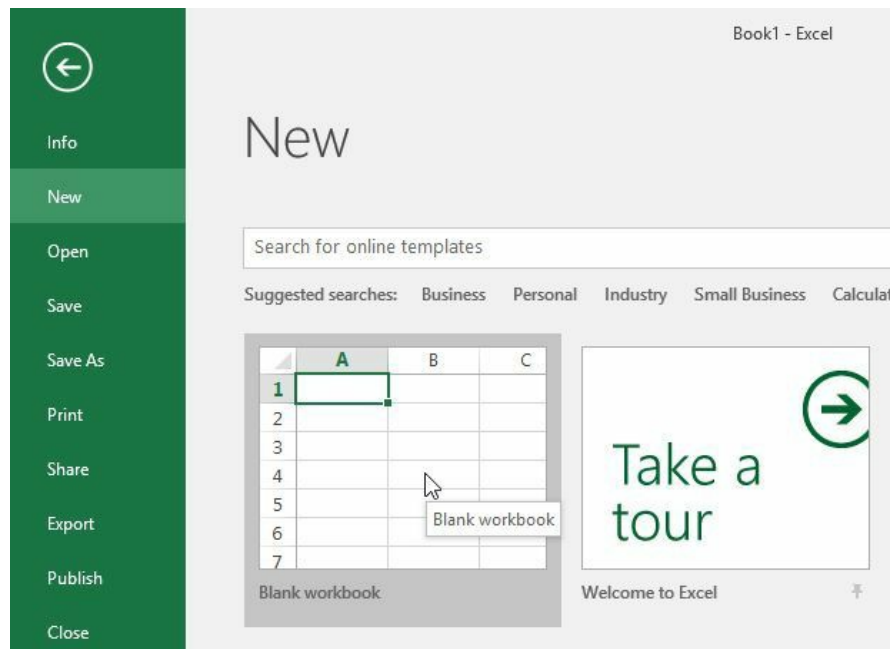 Book1 - Excel
Info
New
Open
Save
Save As
Print
Share
Export
Publish
Close
New
Search for online templates
Suggested searches: Business Personal Industry Small Business Calculat
A B C
1
2
3
4
5
6
7
Blank workbook
Blank workbook
Take a
tour
Welcome to Excel